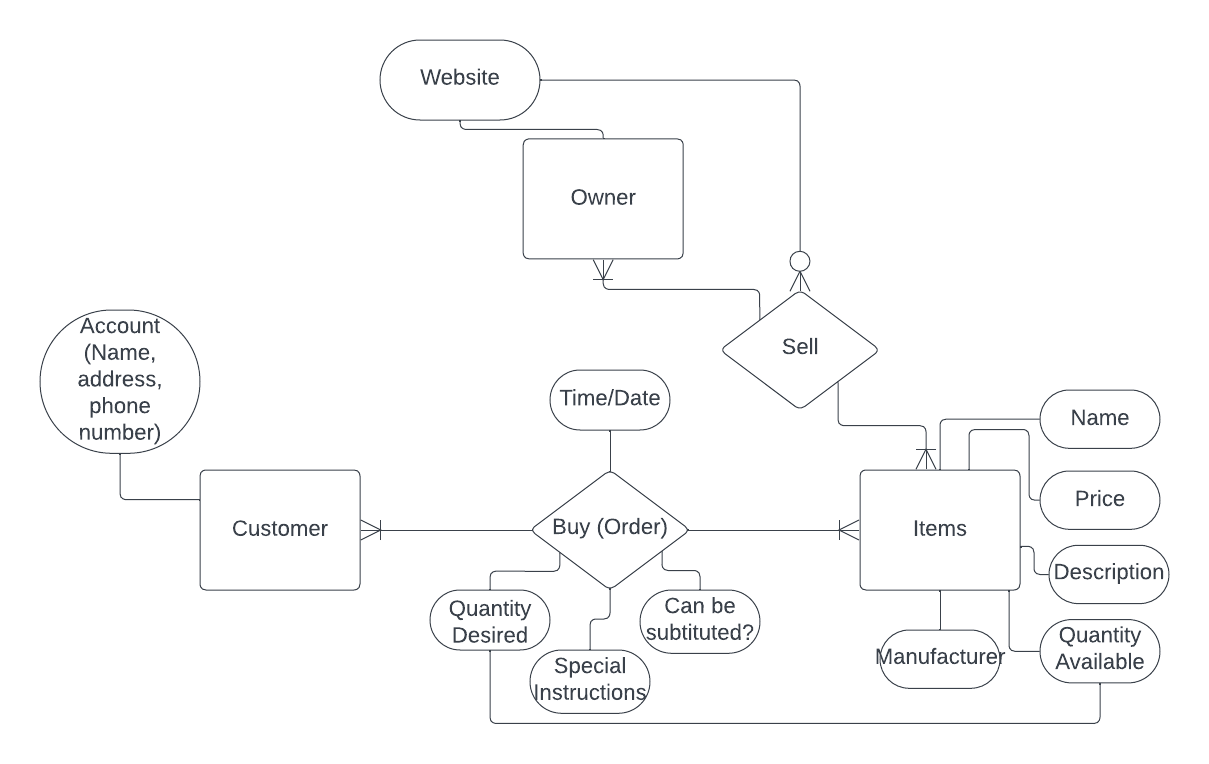 Website
Owner
Sell
Account
(Name,
address,
phone
number)
Time/Date
Name
Price
Customer
Buy (Order)
Items
Description
Quantity
Desired
Can be
subtituted?
Special
Instructions
Manufacturer
Quantity
Available